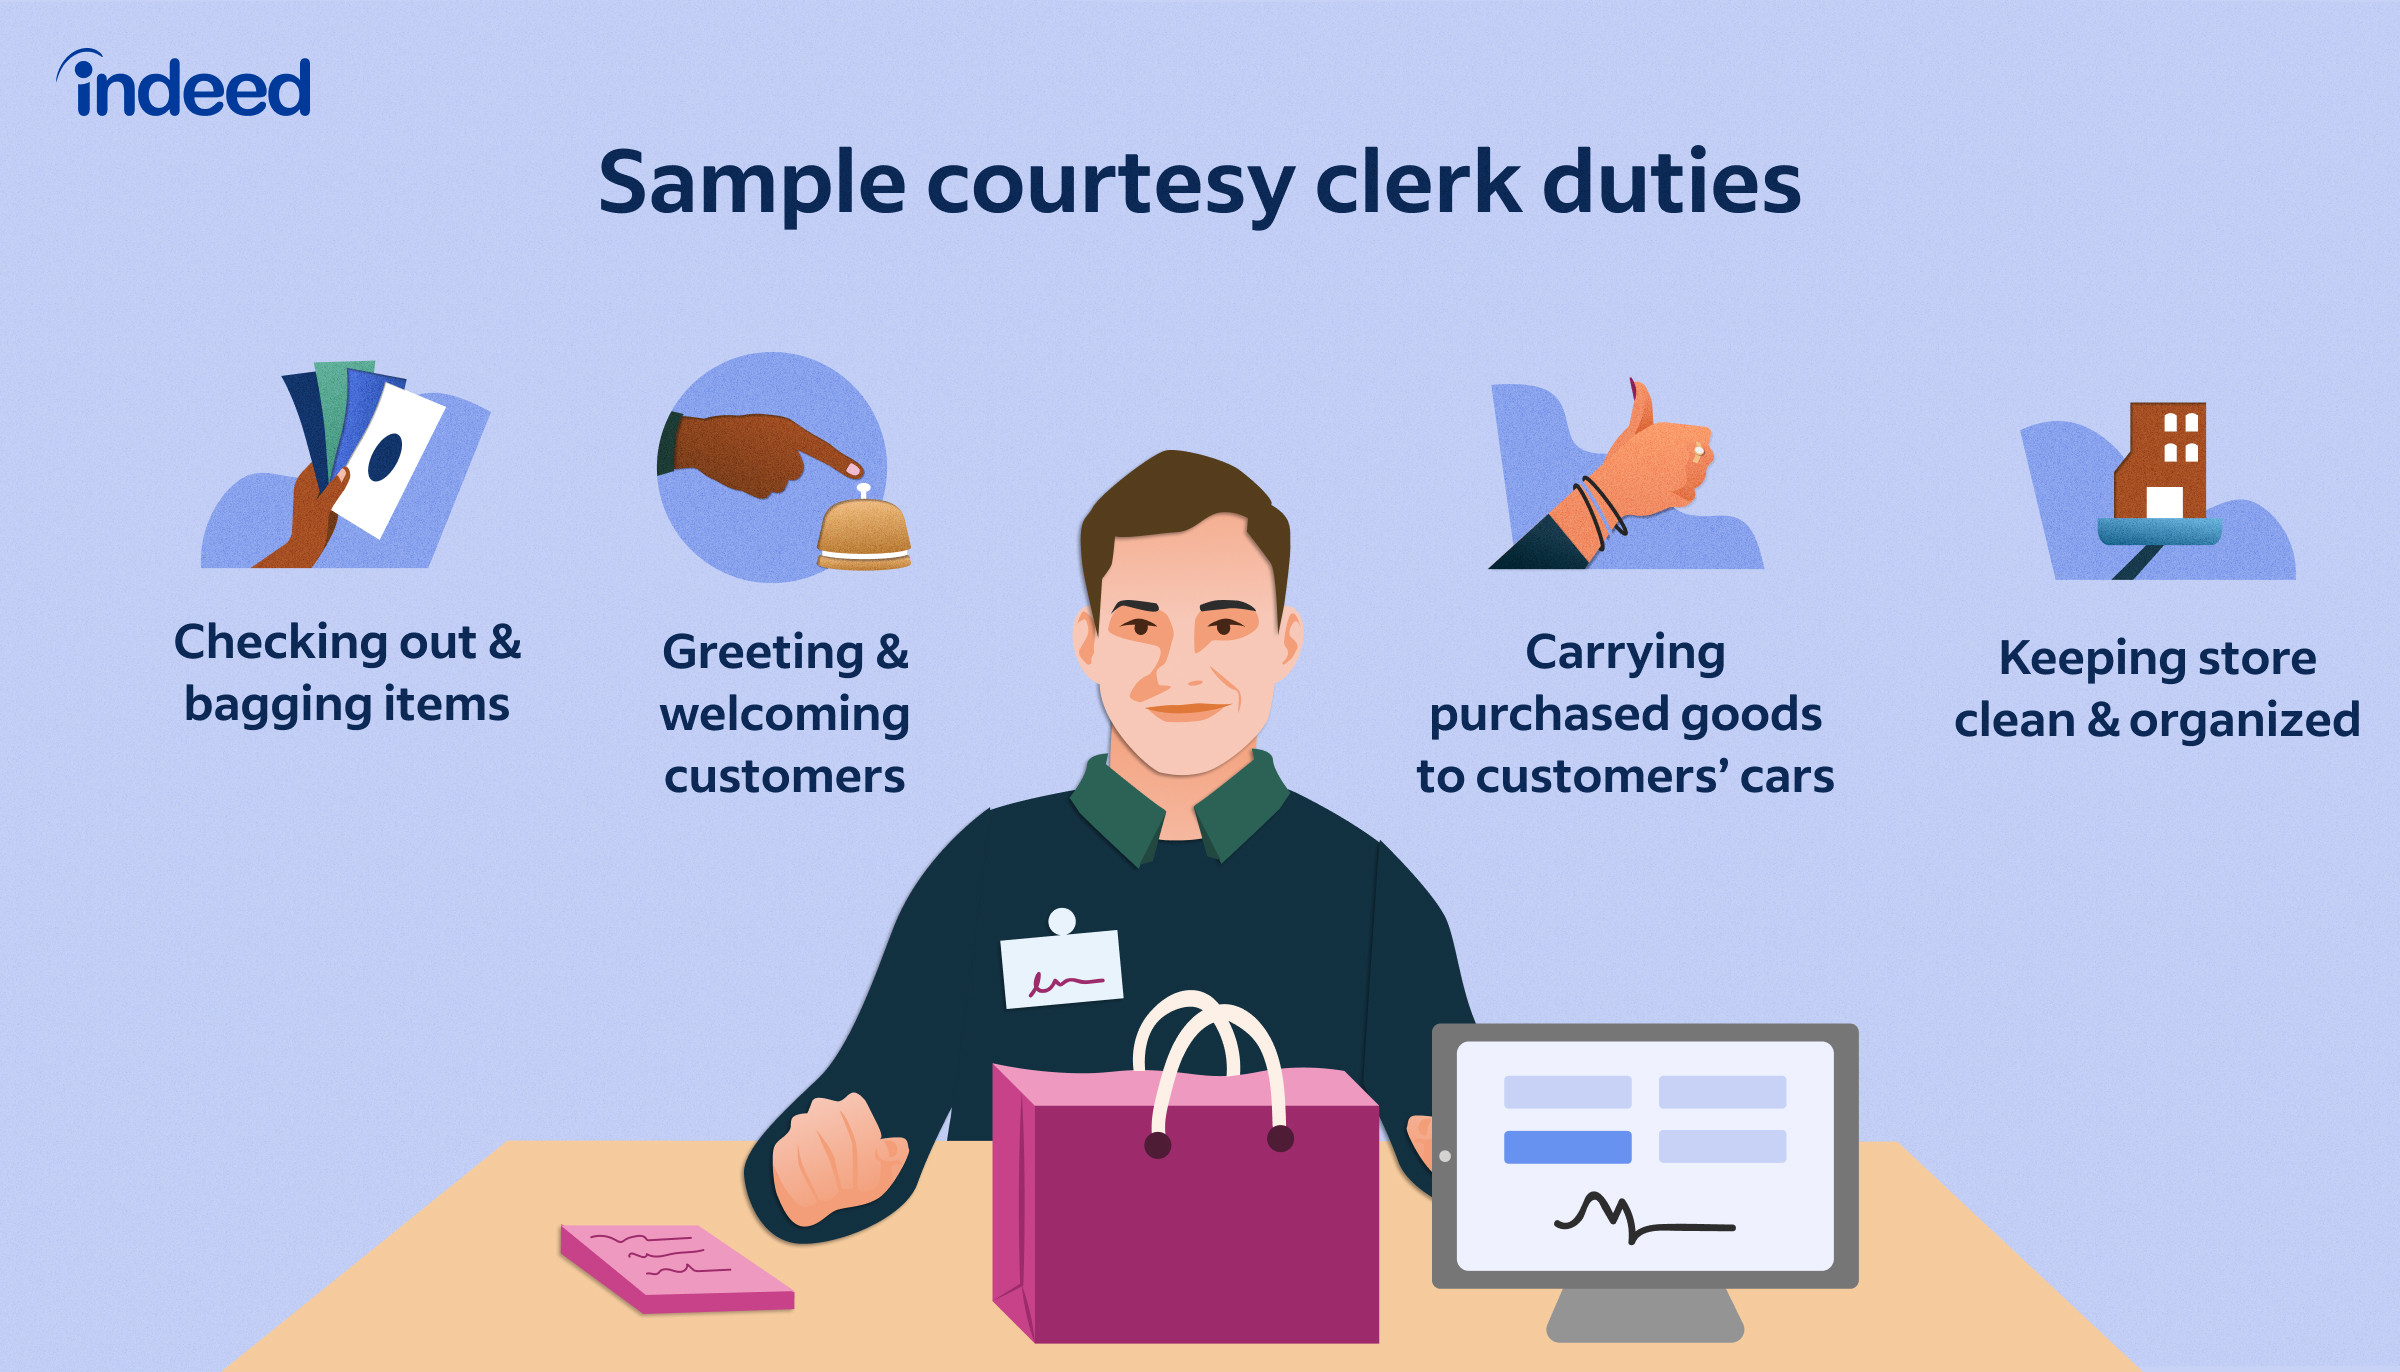 indeed
Sample courtesy clerk duties
Checking out &
bagging items
Greeting &
welcoming
customers
Carrying
purchased goods
to customers’ cars
Keeping store
clean & organized